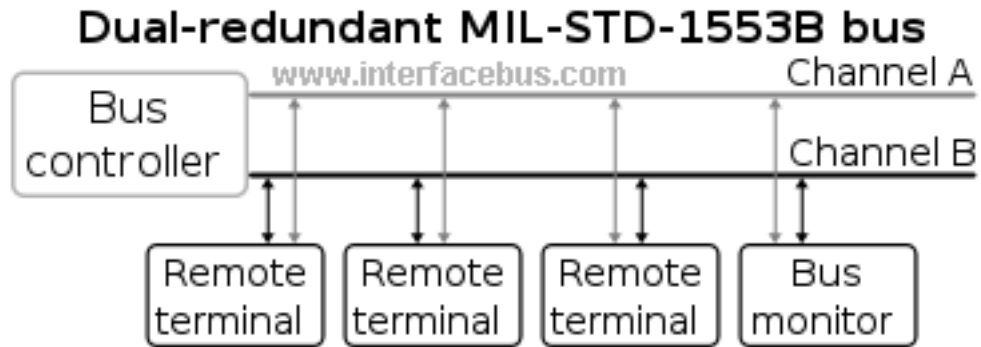 Dual-redundant MIL-STD-1553B bus
www.interfacebus.com
Channel A
Bus
controller
Channel B
Remote
terminal
Remote
terminal
Remote
terminal
Bus
monitor